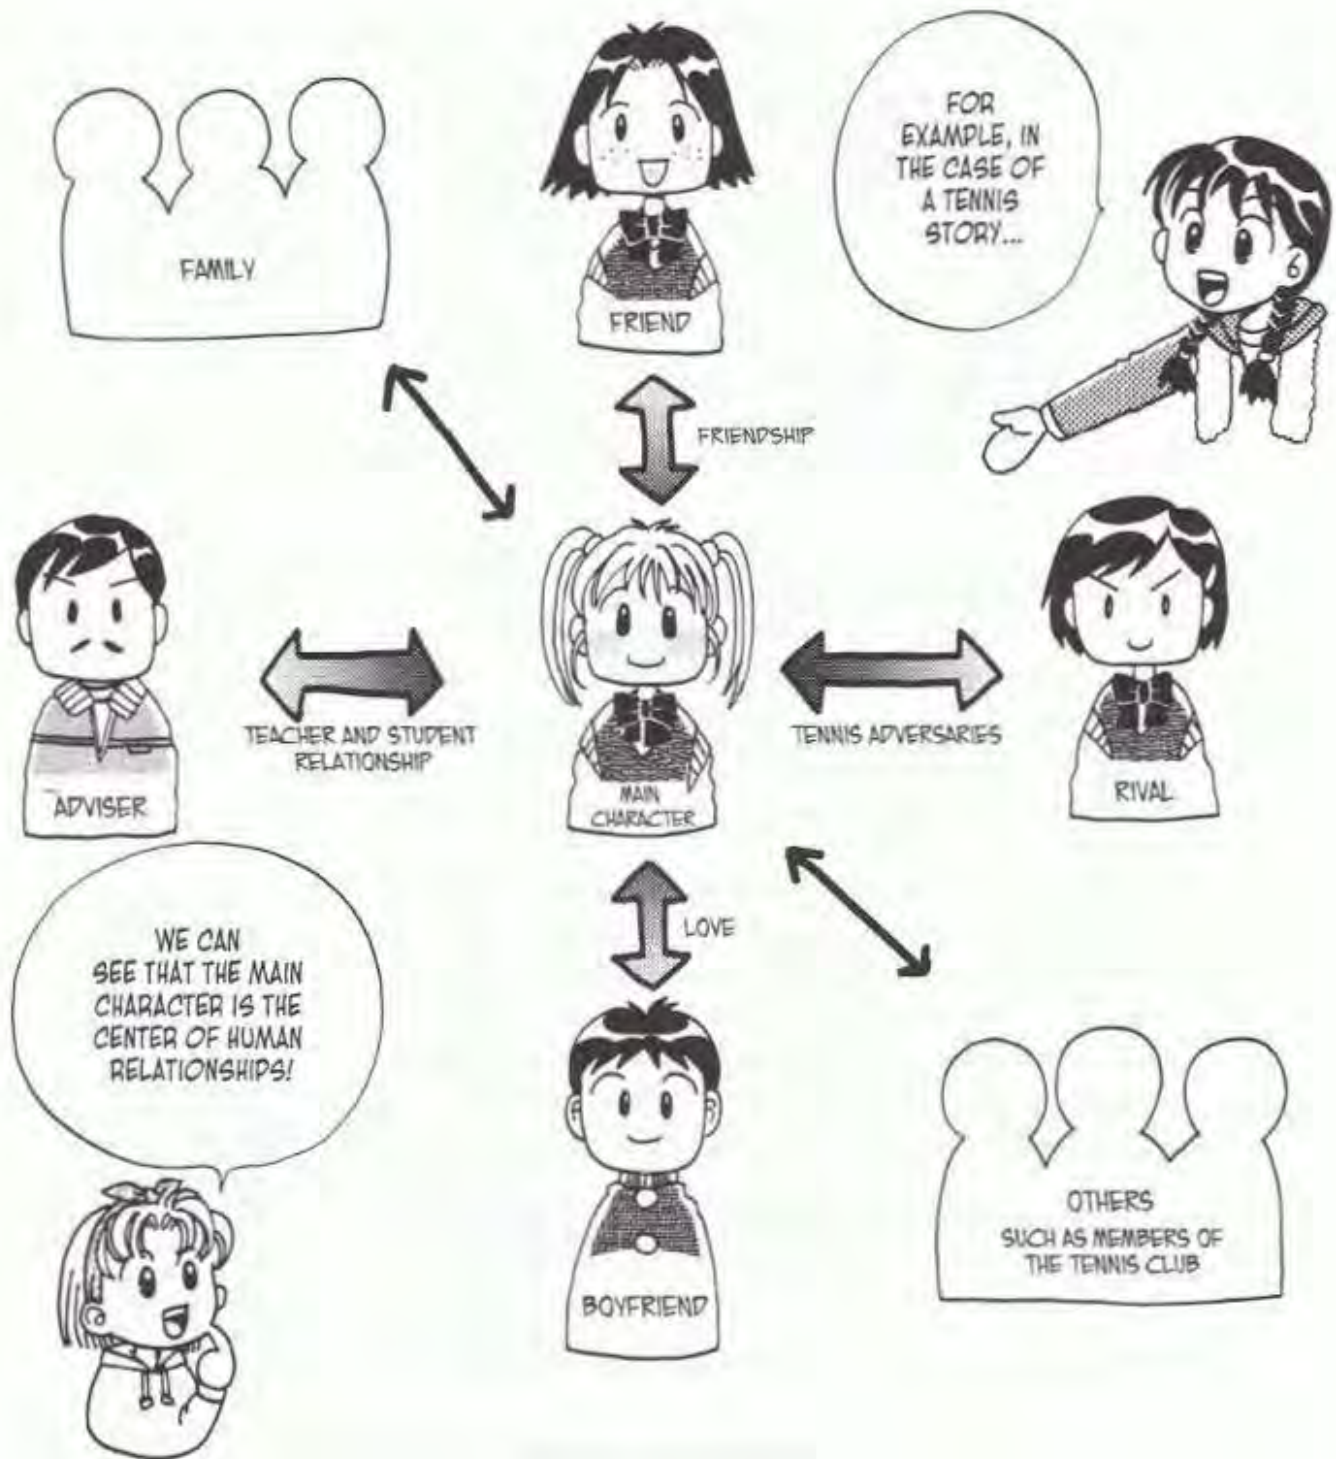 FOR
EXAMPLE, IN
THE CASE OF
A TENNIS
STORY...
FAMILY
FRIEND
FRIENDSHIP
TEACHER AND STUDENT
RELATIONSHIP
TENNIS ADVERSARIES
ADVISER
MAIN
CHARACTER
RIVAL
LOVE
WE CAN
SEE THAT THE MAIN
CHARACTER IS THE
CENTER OF HUMAN
RELATIONSHIPS!
OTHERS
SUCH AS MEMBERS OF
THE TENNIS CLUB
BOYFRIEND